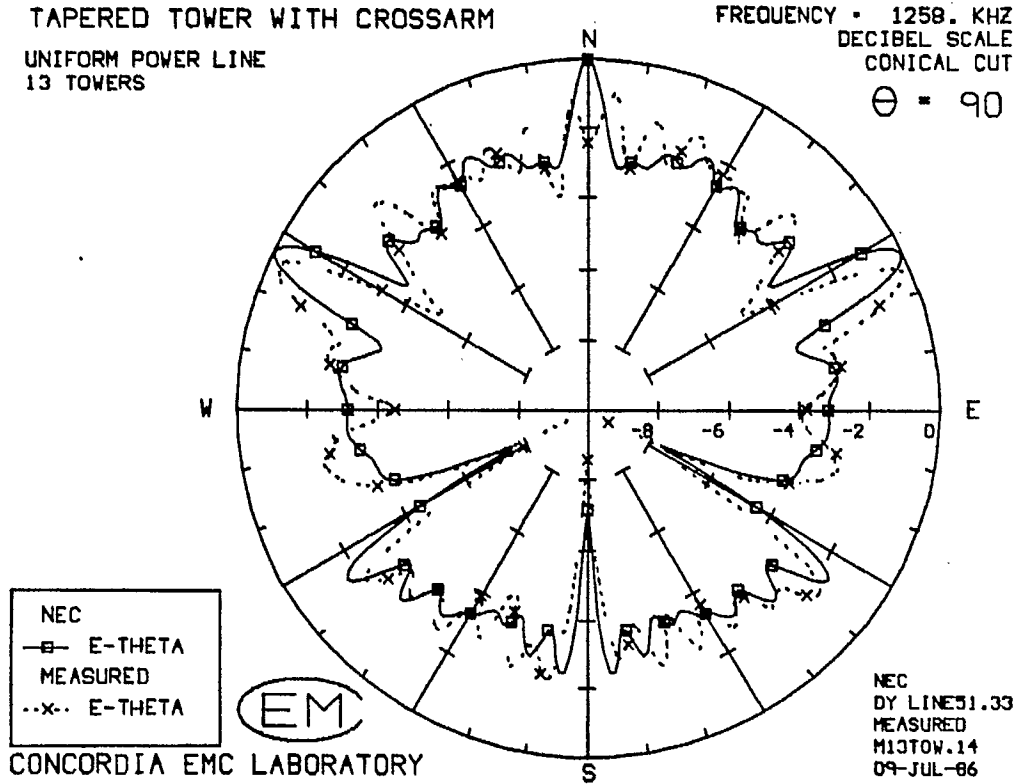 TAPERED TOWER WITH CROSSARM
UNIFORM POWER LINE
13 TOWERS
FREQUENCY = 1258. KHZ
DECIBEL SCALE
CONICAL CUT
Θ = 90
N
W
E
-8 -6 -4 -2 0
S
NEC
E-THETA
MEASURED
E-THETA
EMC
CONCORDIA EMC LABORATORY
NEC
DY LINE51.33
MEASURED
M13TOW.14
09-JUL-86